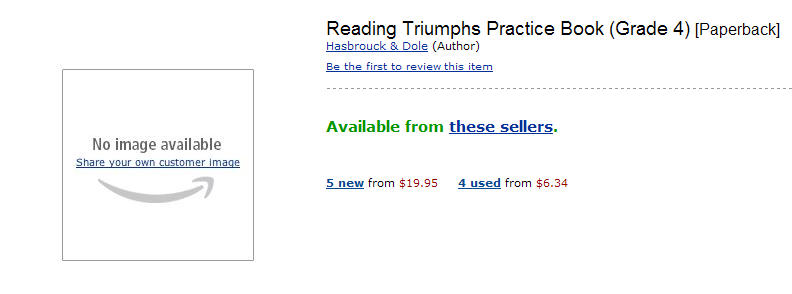 Reading Triumphs Practice Book (Grade 4) [Paperback]
Hasbrouck & Dole (Author)
Be the first to review this item
Available from these sellers.
5 new from $19.95 4 used from $6.34
No image available
Share your own customer image